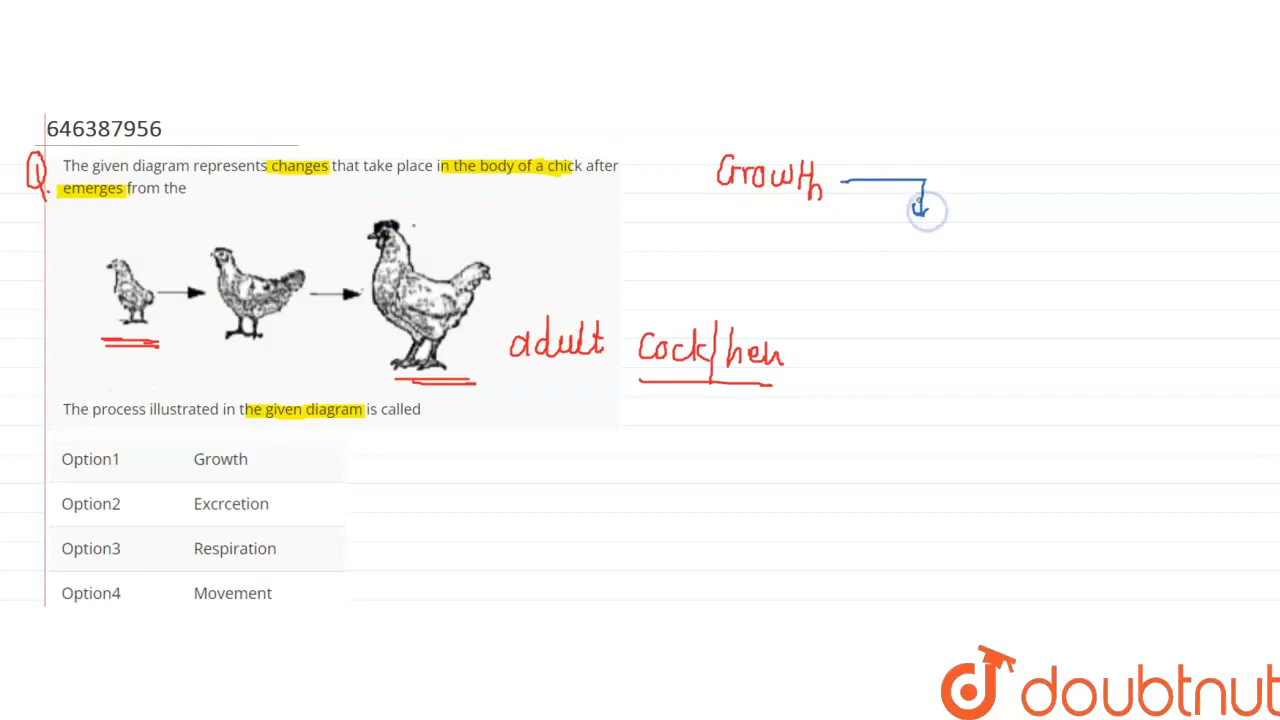 646387956
Q.
The given diagram represents changes that take place in the body of a chick after
emerges from the
Growth
adult cock/hen
The process illustrated in the given diagram is called
Option1 Growth
Option2 Excrcetion
Option3 Respiration
Option4 Movement
doubtnut